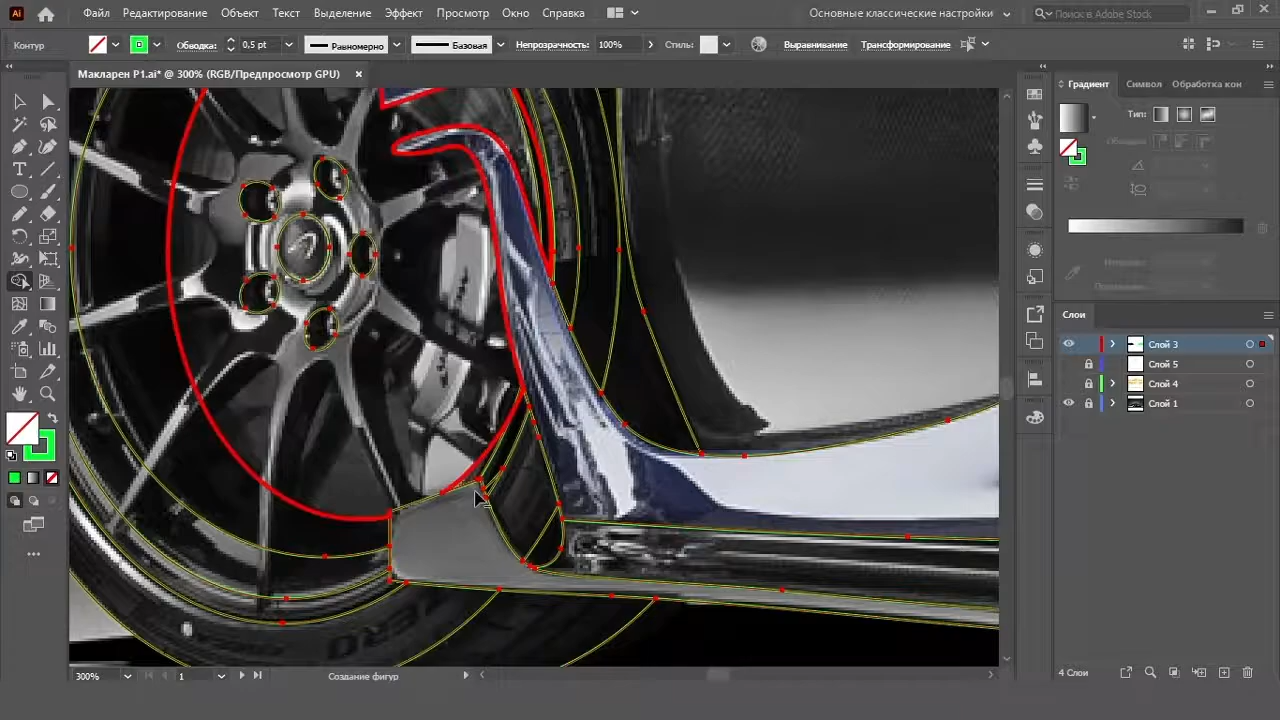 Ai
Файл Редактирование Объект Текст Выделение Эффект Просмотр Окно Справка
Основные классические настройки
Поиск в Adobe Stock
Контур
Обводка: 0,5 pt
Равномерно
Базовая
Непрозрачность: 100%
Стиль:
Выравнивание
Трансформирование
Макларен P1.ai* @ 300% (RGB/Предпросмотр GPU)
Градиент Символ Обработка кон
Тип:
Обводка:
Слои
Слой 3
Слой 5
Слой 4
Слой 1
ZERO
300%
1
Создание фигур
4 Слои